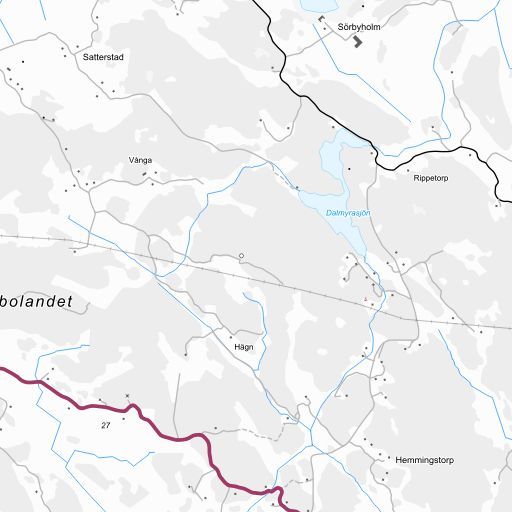 Sörbyholm
Satterstad
Vånga
Rippetorp
Dalmyrasjön
bolandet
Hägn
27
Hemmingstorp